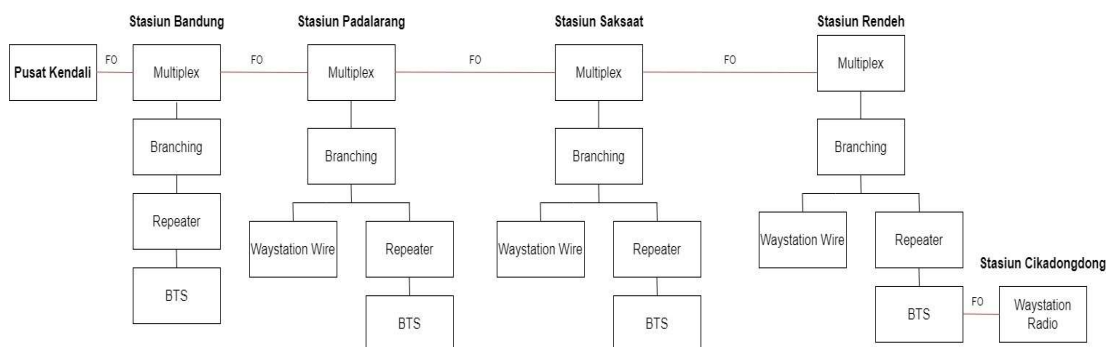 Stasiun Bandung
Stasiun Padalarang
Stasiun Saksaat
Stasiun Rendeh
Pusat Kendali
FO
Multiplex
FO
Multiplex
FO
Multiplex
FO
Multiplex
Branching
Branching
Branching
Branching
Repeater
Waystation Wire
Repeater
Waystation Wire
Repeater
Waystation Wire
Repeater
Stasiun Cikadongdong
BTS
BTS
BTS
BTS
FO
Waystation
Radio